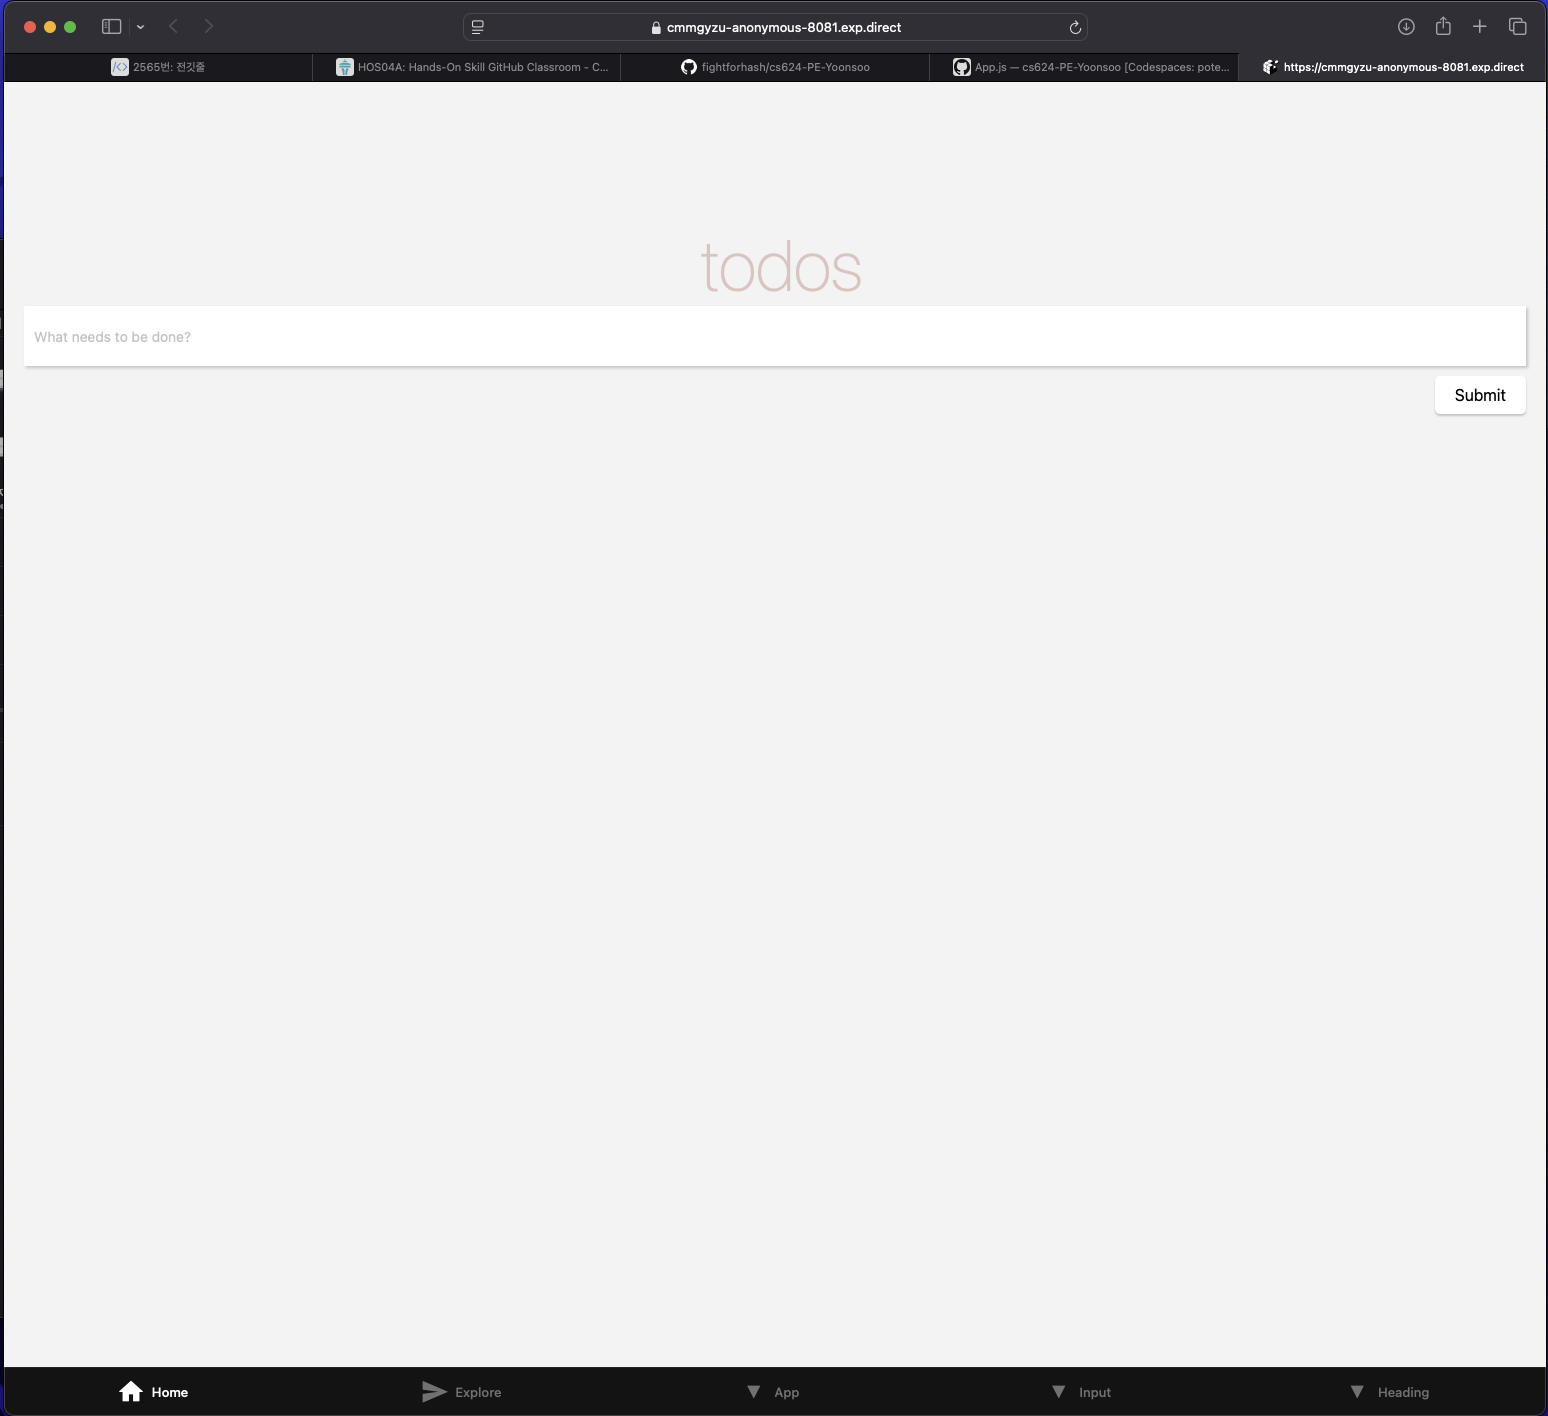 cmmgyzu-anonymous-8081.exp.direct
2565번: 전깃줄
HOS04A: Hands-On Skill GitHub Classroom - C...
fightforhash/cs624-PE-Yoonsoo
App.js — cs624-PE-Yoonsoo [Codespaces: pote...
https://cmmgyzu-anonymous-8081.exp.direct
todos
What needs to be done?
Submit
Home
Explore
App
Input
Heading